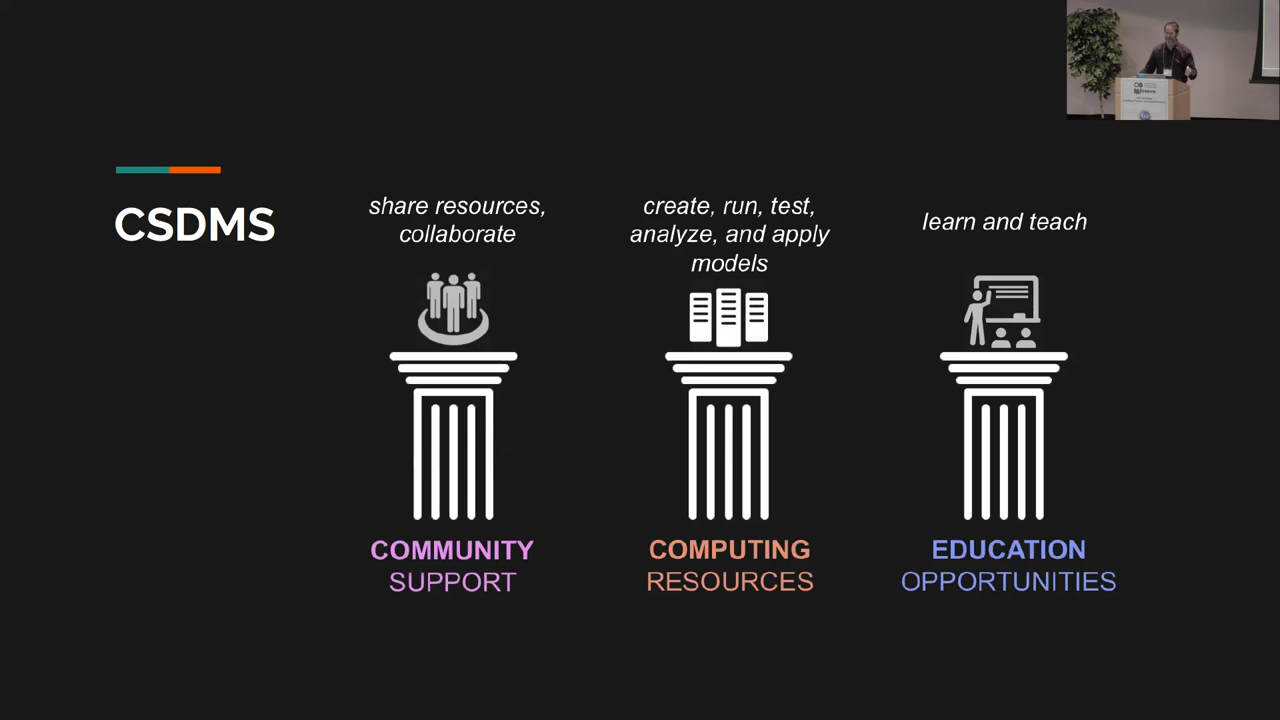 CSDMS
share resources,
collaborate
create, run, test,
analyze, and apply
models
learn and teach
COMMUNITY
SUPPORT
COMPUTING
RESOURCES
EDUCATION
OPPORTUNITIES